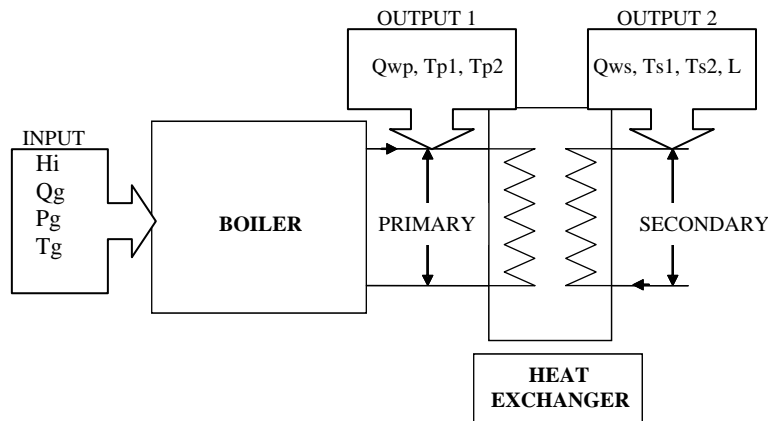 OUTPUT 1
OUTPUT 2
Qwp, Tp1, Tp2
Qws, Ts1, Ts2, L
INPUT
Hi
Qg
Pg
Tg
BOILER
PRIMARY
SECONDARY
HEAT
EXCHANGER